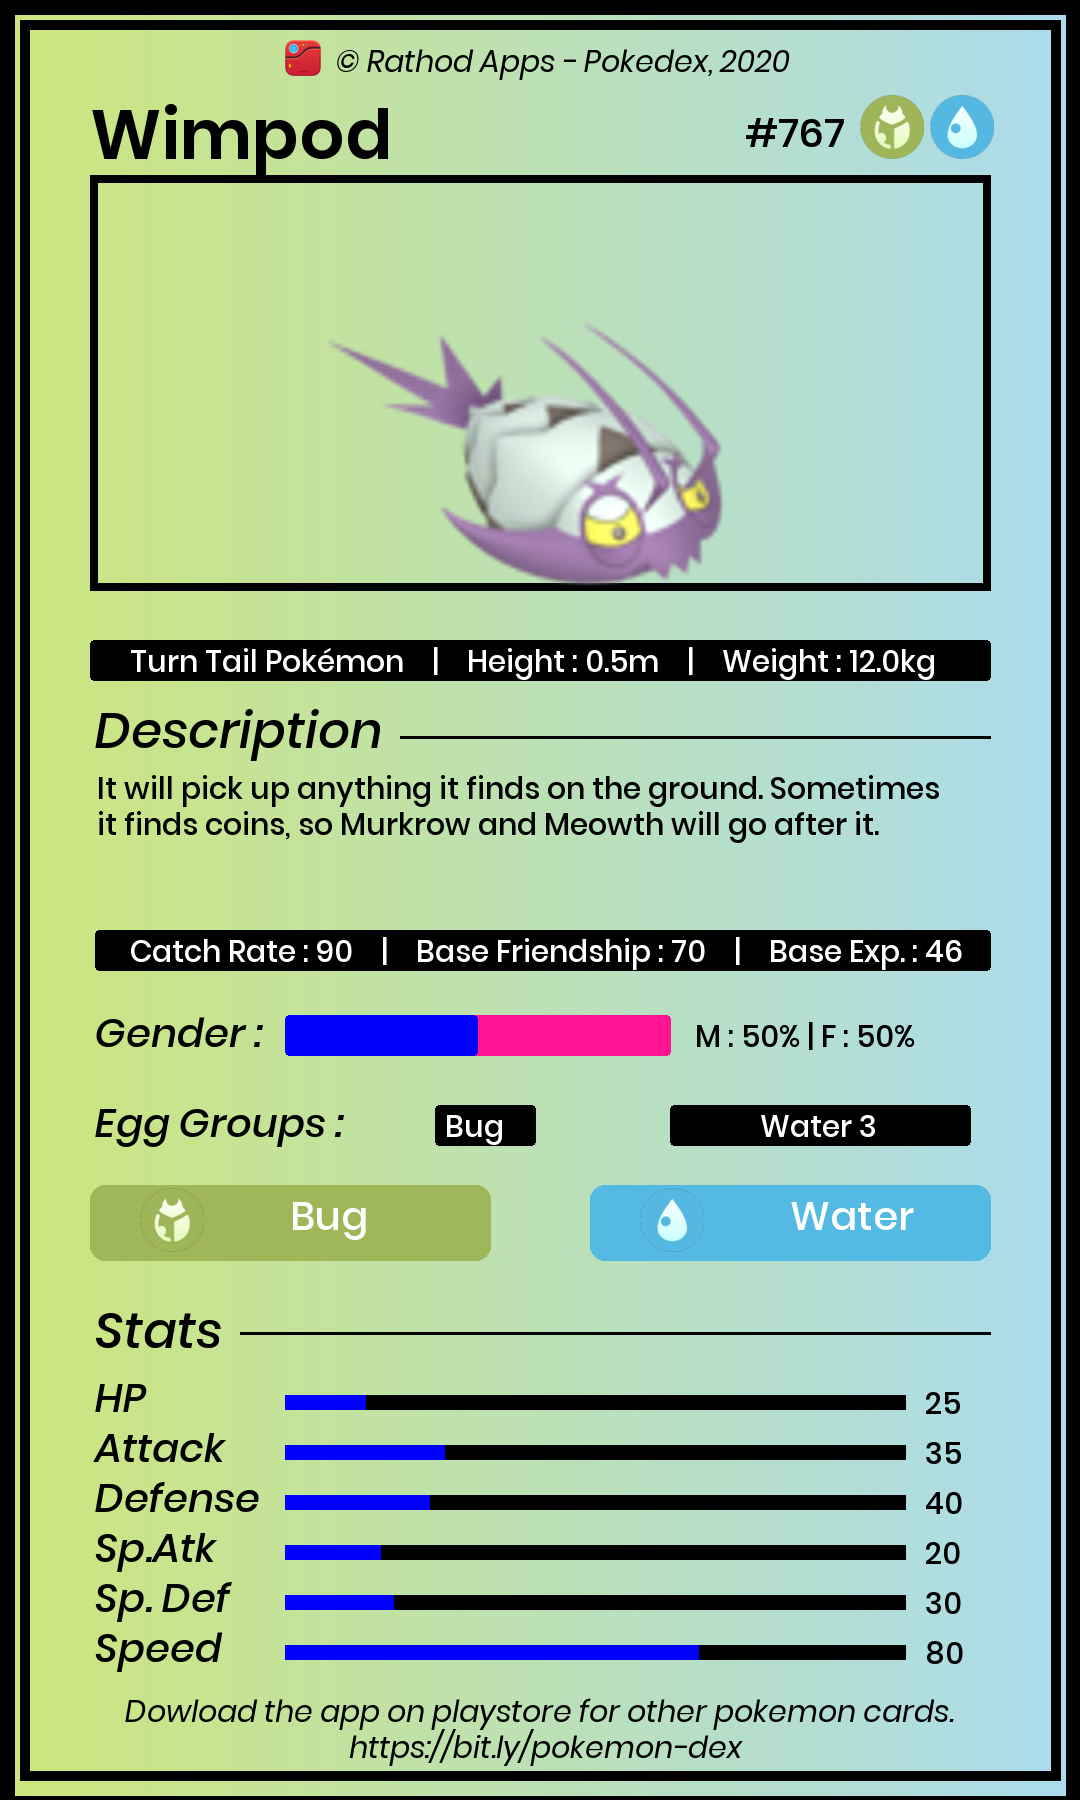 © Rathod Apps - Pokedex, 2020
Wimpod #767
Turn Tail Pokémon | Height : 0.5m | Weight : 12.0kg
Description
It will pick up anything it finds on the ground. Sometimes
it finds coins, so Murkrow and Meowth will go after it.
Catch Rate : 90 | Base Friendship : 70 | Base Exp. : 46
Gender : M : 50% | F : 50%
Egg Groups : Bug Water 3
Bug Water
Stats
HP 25
Attack 35
Defense 40
Sp.Atk 20
Sp. Def 30
Speed 80
Dowload the app on playstore for other pokemon cards.
https://bit.ly/pokemon-dex